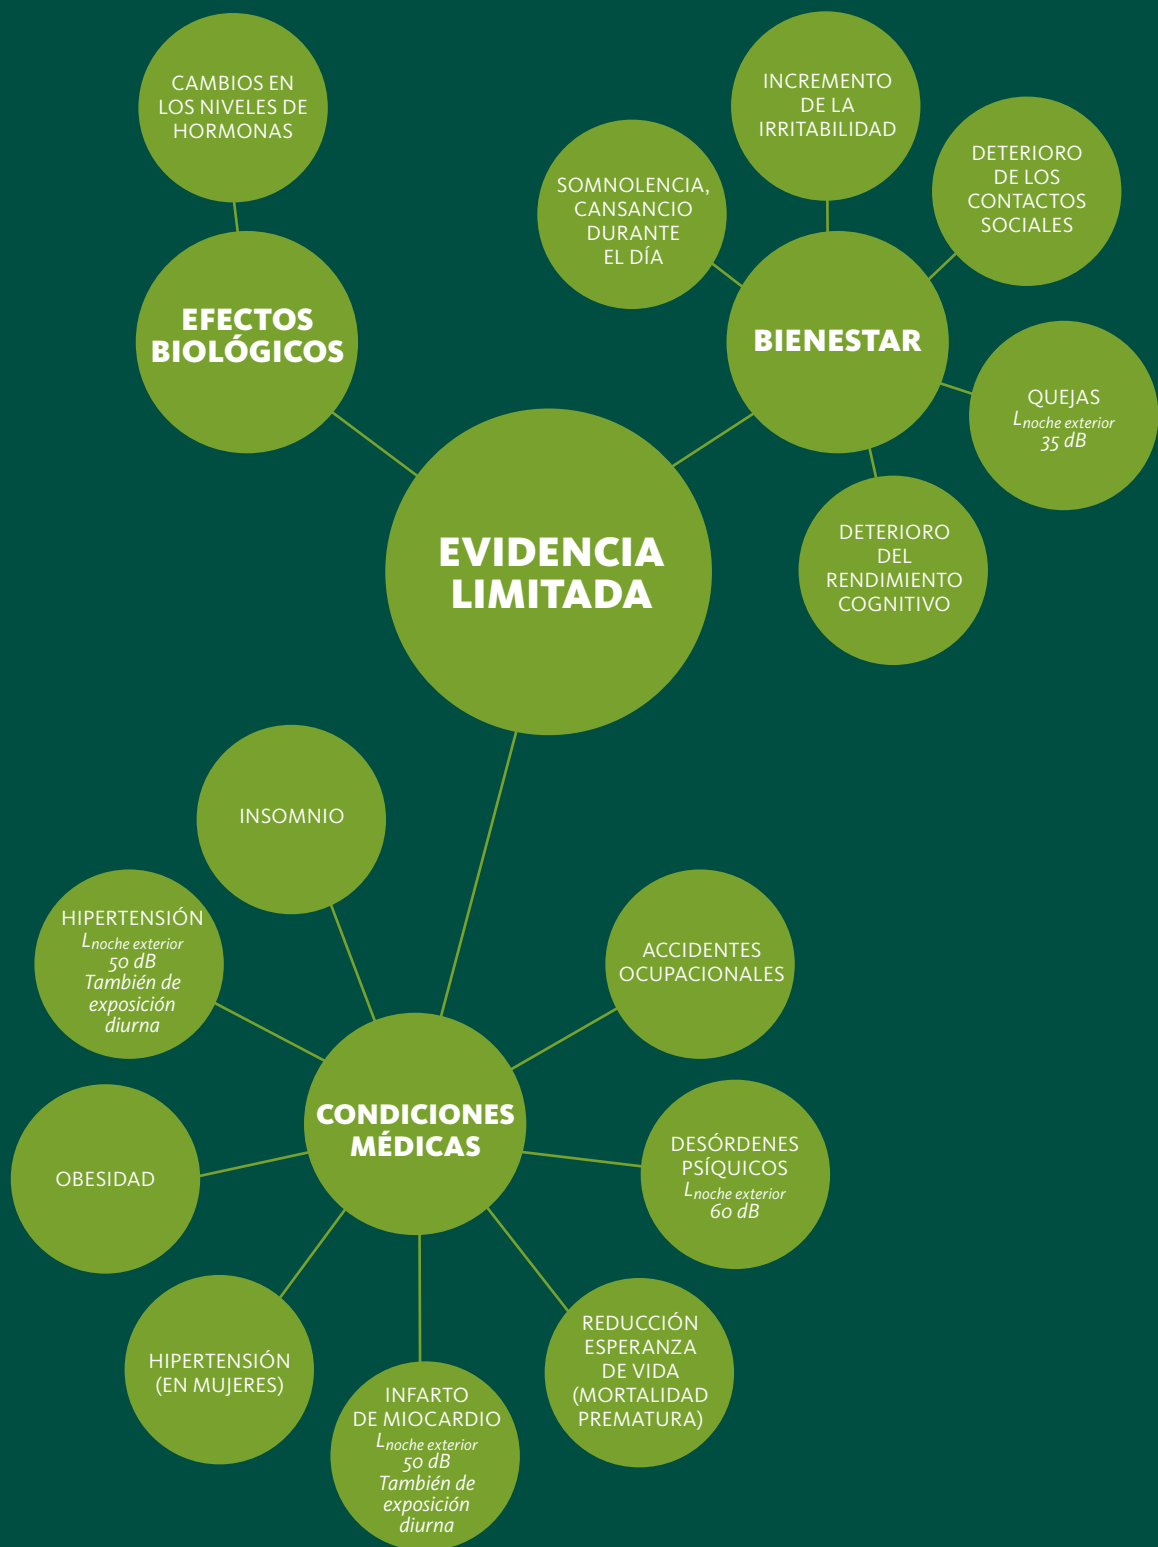 CAMBIOS EN
LOS NIVELES DE
HORMONAS
EFECTOS
BIOLÓGICOS
INCREMENTO
DE LA
IRRITABILIDAD
SOMNOLENCIA,
CANSANCIO
DURANTE
EL DÍA
DETERIORO
DE LOS
CONTACTOS
SOCIALES
BIENESTAR
QUEJAS
Lnoche exterior
35 dB
DETERIORO
DEL
RENDIMIENTO
COGNITIVO
EVIDENCIA
LIMITADA
INSOMNIO
HIPERTENSIÓN
Lnoche exterior
50 dB
También de
exposición
diurna
ACCIDENTES
OCUPACIONALES
CONDICIONES
MÉDICAS
OBESIDAD
DESÓRDENES
PSÍQUICOS
Lnoche exterior
60 dB
HIPERTENSIÓN
(EN MUJERES)
INFARTO
DE MIOCARDIO
Lnoche exterior
50 dB
También de
exposición
diurna
REDUCCIÓN
ESPERANZA
DE VIDA
(MORTALIDAD
PREMATURA)